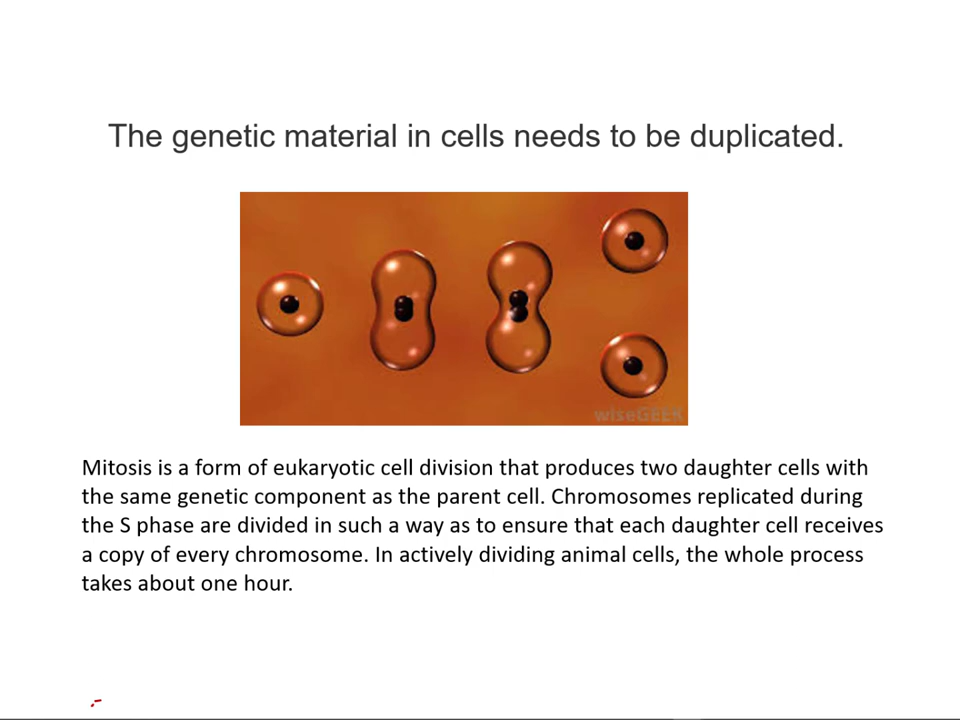 The genetic material in cells needs to be duplicated.
wiseGEEK
Mitosis is a form of eukaryotic cell division that produces two daughter cells with
the same genetic component as the parent cell. Chromosomes replicated during
the S phase are divided in such a way as to ensure that each daughter cell receives
a copy of every chromosome. In actively dividing animal cells, the whole process
takes about one hour.